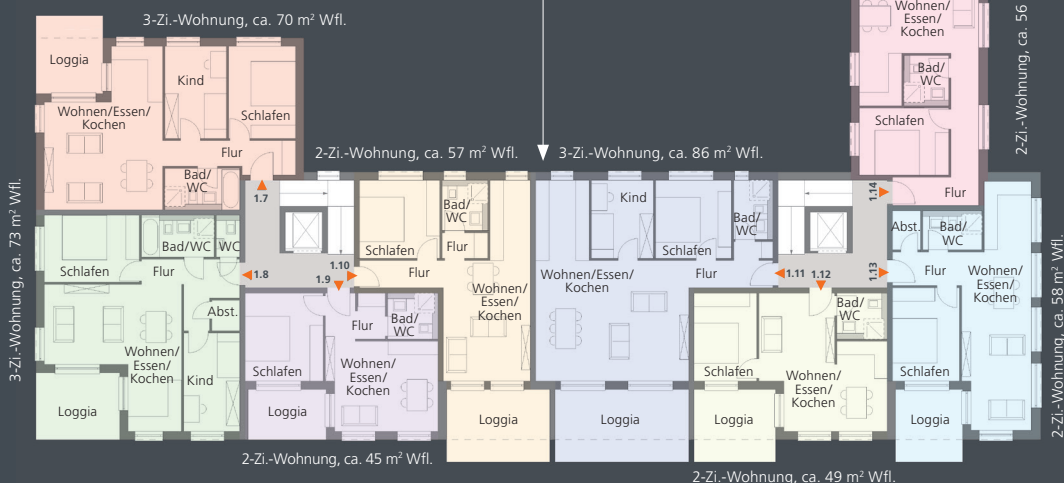 3-Zi.-Wohnung, ca. 70 m² Wfl.
Loggia
Kind
Schlafen
Wohnen/Essen/
Kochen
Flur
Bad/
WC
1.7
3-Zi.-Wohnung, ca. 73 m² Wfl.
Schlafen
Bad/WC
WC
Flur
1.8
Abst.
Wohnen/
Essen/
Kochen
Kind
Loggia
2-Zi.-Wohnung, ca. 57 m² Wfl.
Schlafen
Bad/
WC
Flur
Flur
1.10
1.9
Wohnen/
Essen/
Kochen
Loggia
Flur
Bad/
WC
Schlafen
Wohnen/
Essen/
Kochen
Loggia
2-Zi.-Wohnung, ca. 45 m² Wfl.
3-Zi.-Wohnung, ca. 86 m² Wfl.
Kind
Schlafen
Bad/
WC
Wohnen/Essen/
Kochen
Flur
1.11
1.12
Loggia
Bad/
WC
Schlafen
Wohnen/
Essen/
Kochen
Loggia
2-Zi.-Wohnung, ca. 49 m² Wfl.
Wohnen/
Essen/
Kochen
Bad/
WC
Schlafen
Flur
1.14
2-Zi.-Wohnung, ca. 56
1.13
Abst.
Bad/
WC
Flur
Wohnen/
Essen/
Kochen
Schlafen
Loggia
2-Zi.-Wohnung, ca. 58 m² Wfl.